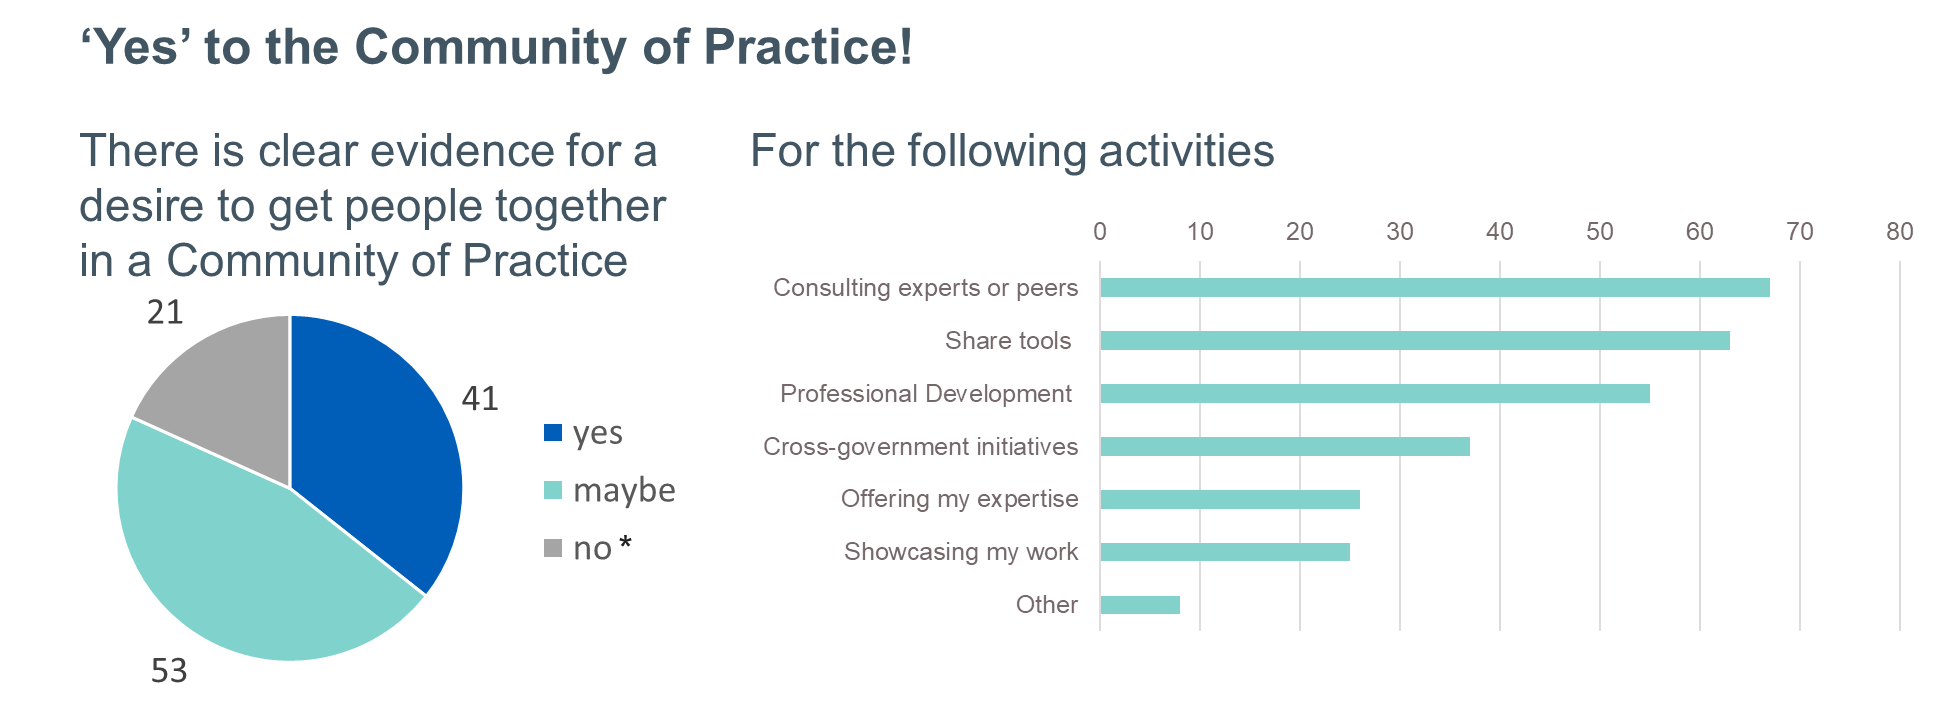 ‘Yes’ to the Community of Practice!
There is clear evidence for a
desire to get people together
in a Community of Practice
21
41
53
yes
maybe
no *
For the following activities
0 10 20 30 40 50 60 70 80
Consulting experts or peers
Share tools
Professional Development
Cross-government initiatives
Offering my expertise
Showcasing my work
Other